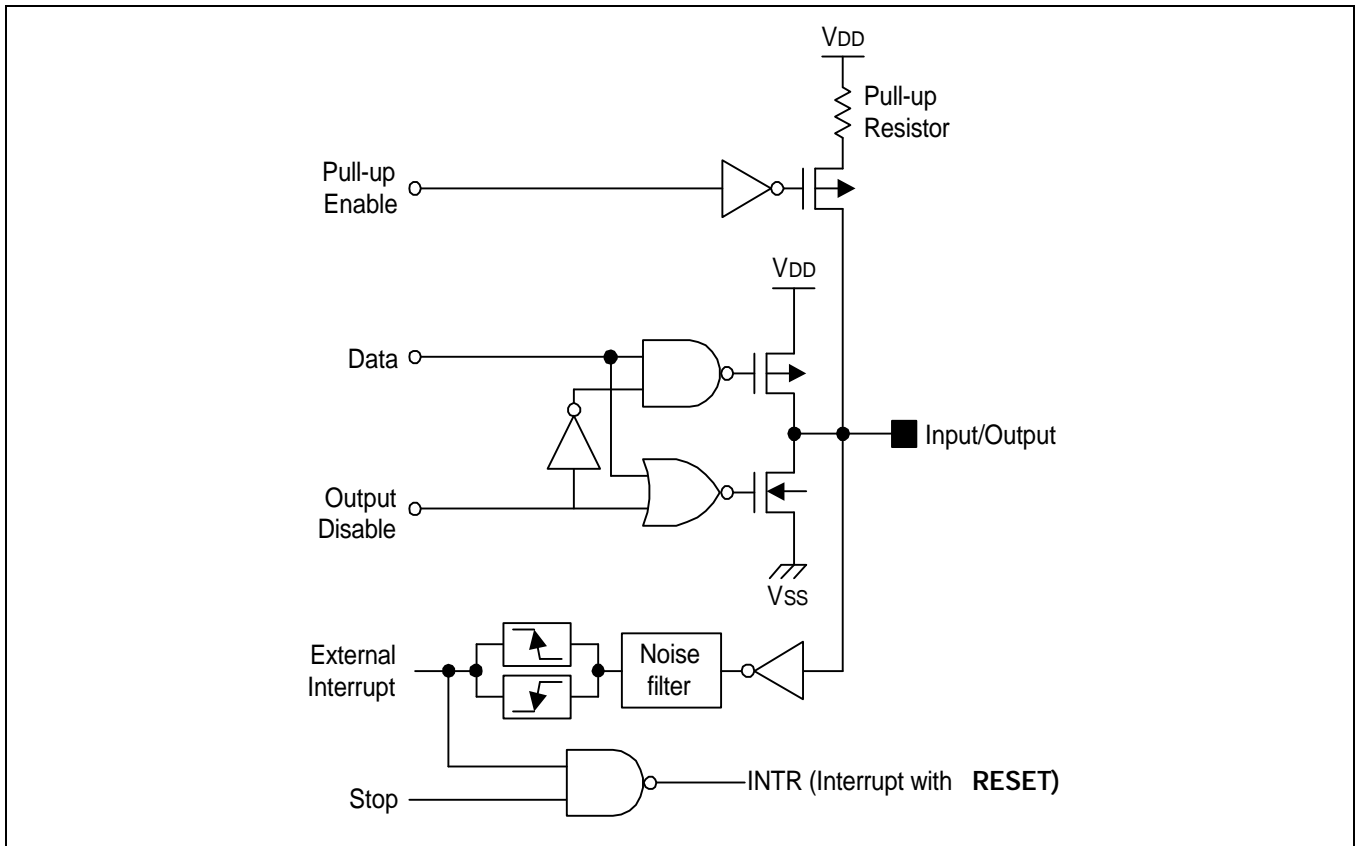 VDD
Pull-up
Resistor
Pull-up
Enable
VDD
Data
Input/Output
Output
Disable
VSS
External
Interrupt
Noise
filter
INTR (Interrupt with RESET)
Stop